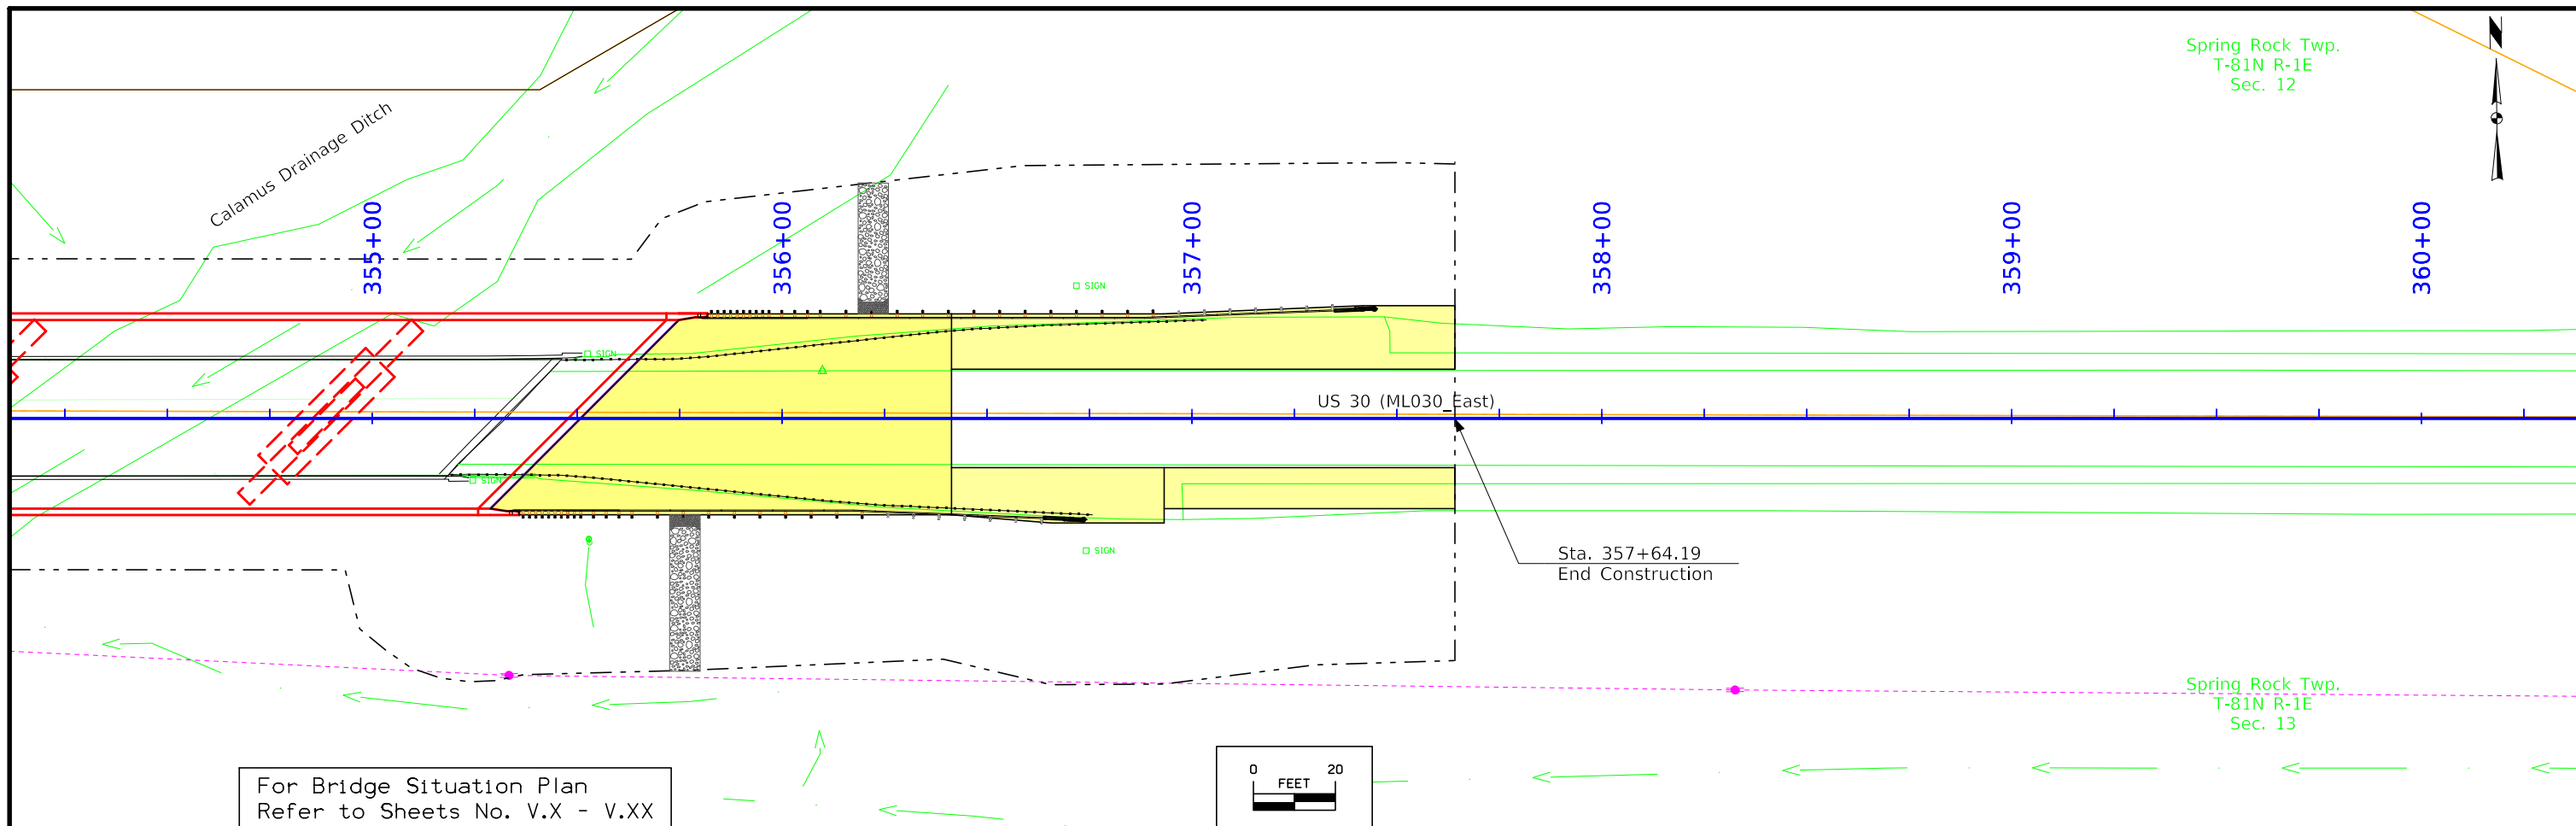 Spring Rock Twp.
T-81N R-1E
Sec. 12
N
Calamus Drainage Ditch
355+00
356+00
357+00
358+00
359+00
360+00
SIGN
SIGN
US 30 (ML030_East)
SIGN
SIGN
Sta. 357+64.19
End Construction
Spring Rock Twp.
T-81N R-1E
Sec. 13
For Bridge Situation Plan
Refer to Sheets No. V.X - V.XX
0 20
FEET